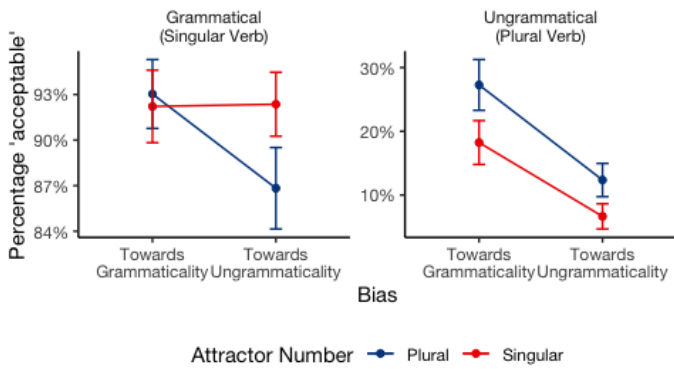 Grammatical
(Singular Verb)
Ungrammatical
(Plural Verb)
Percentage 'acceptable'
93%
90%
87%
84%
30%
20%
10%
Towards
Grammaticality
Towards
Ungrammaticality
Towards
Grammaticality
Towards
Ungrammaticality
Bias
Attractor Number Plural Singular